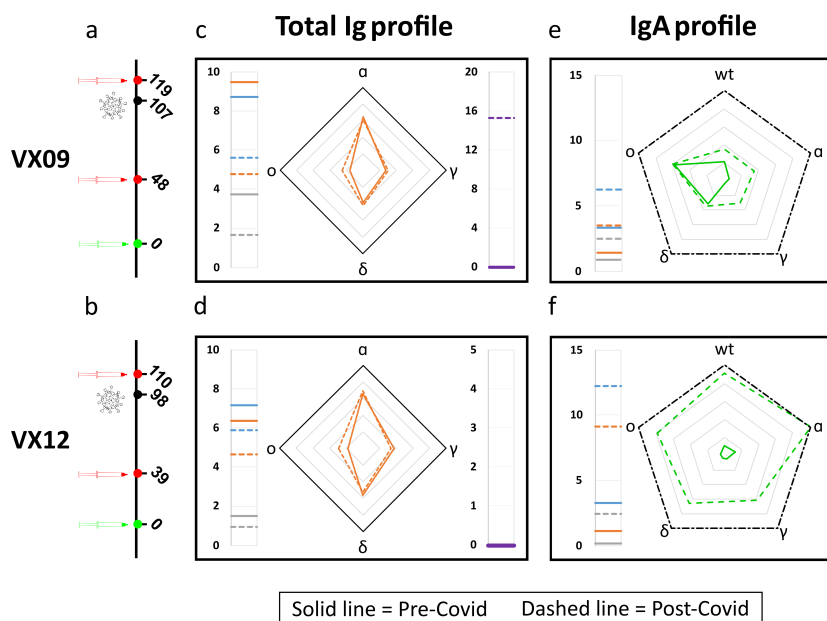 a
c
Total Ig profile
e
IgA profile
VX09
119
107
48
0
10
8
6
4
2
0
α
γ
δ
o
20
16
12
8
4
0
15
10
5
0
wt
α
γ
δ
o
b
d
f
VX12
110
98
39
0
10
8
6
4
2
0
α
γ
δ
o
5
4
3
2
1
0
15
10
5
0
wt
α
γ
δ
o
Solid line = Pre-Covid Dashed line = Post-Covid